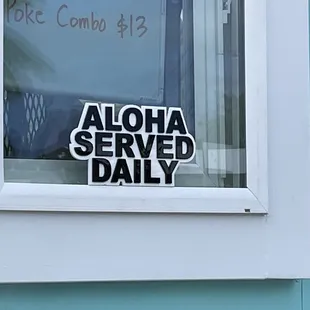 Poke Combo $13
ALOHA
SERVED
DAILY